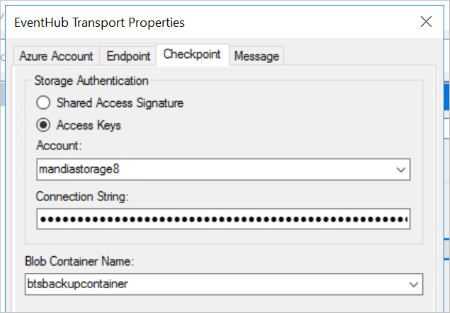 EventHub Transport Properties
Azure Account Endpoint Checkpoint Message
Storage Authentication
Shared Access Signature
Access Keys
Account:
mandiastorage8
Connection String:
Blob Container Name:
btsbackupcontainer